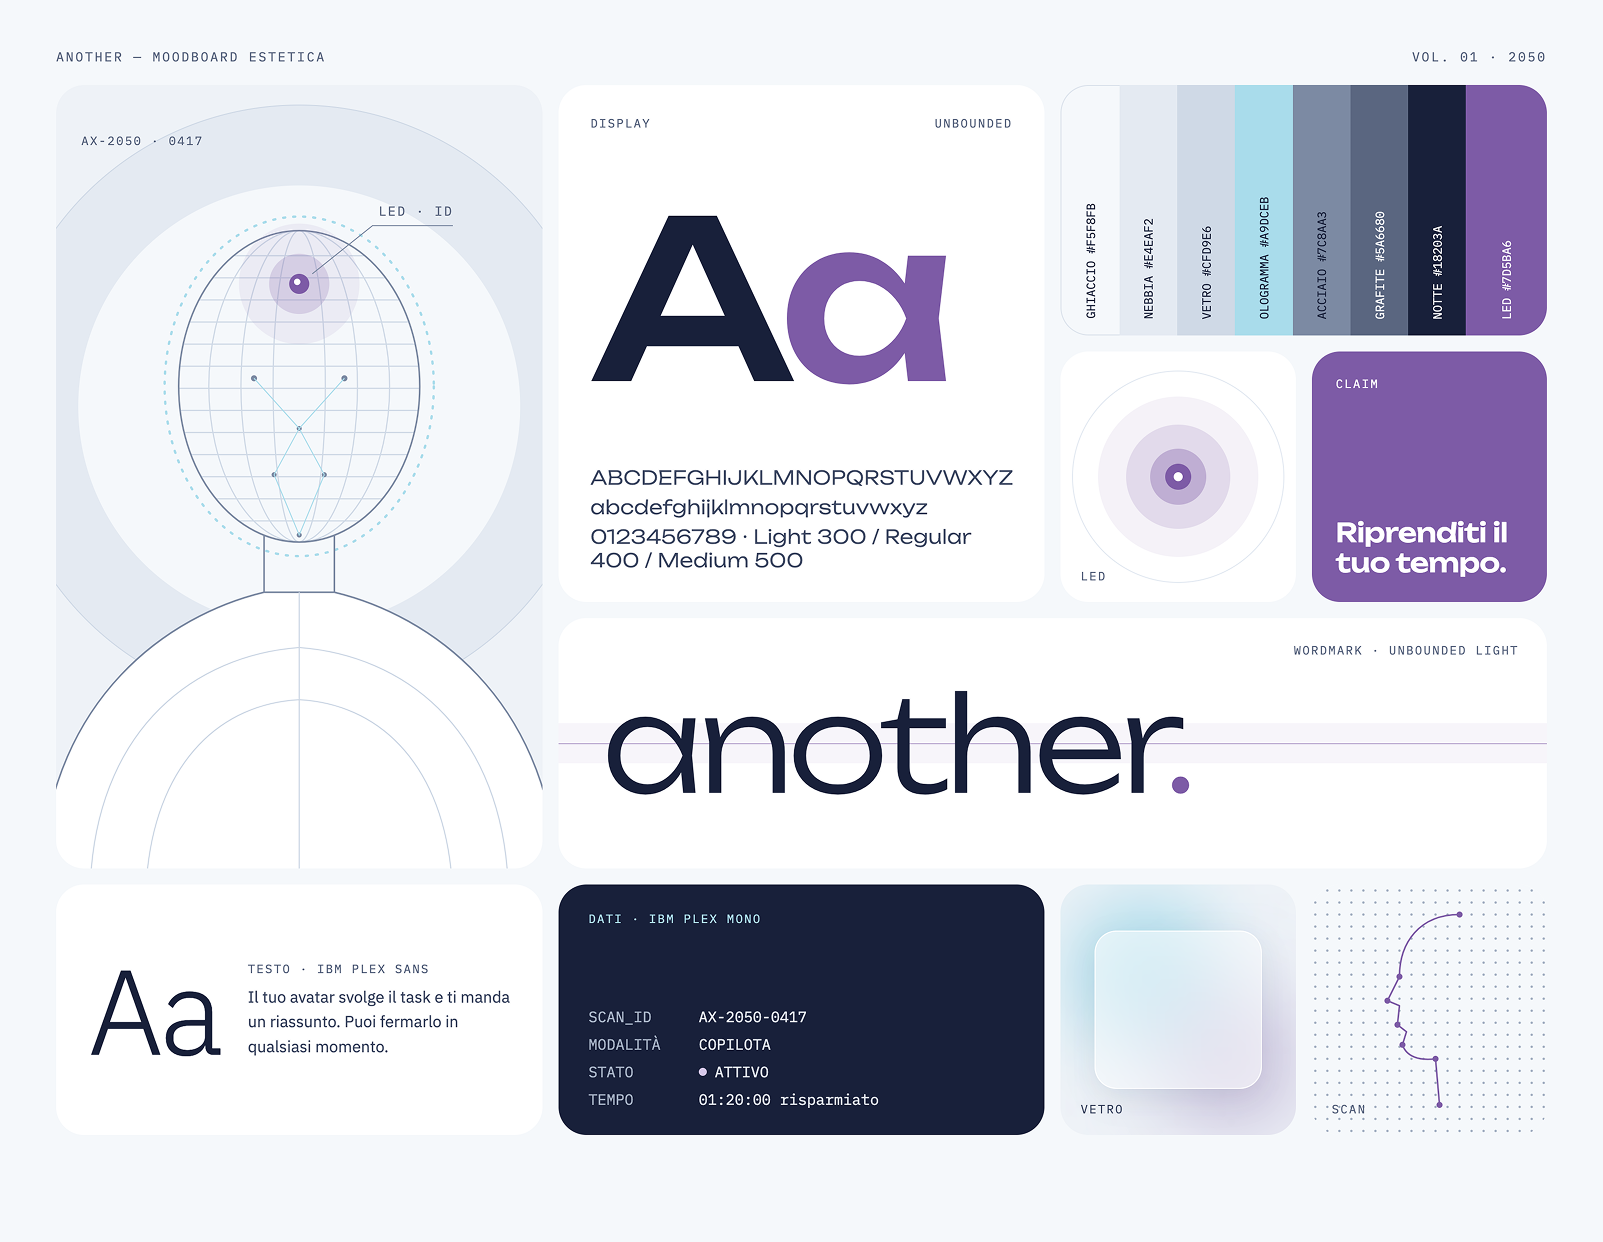 ANOTHER — MOODBOARD ESTETICA
VOL. 01 · 2050
AX-2050 · 0417
LED · ID
DISPLAY
UNBOUNDED
Aa
ABCDEFGHIJKLMNOPQRSTUVWXYZ
abcdefghijklmnopqrstuvwxyz
0123456789 · Light 300 / Regular
400 / Medium 500
GHIACCIO #F5F8FB
NEBBIA #E4EAF2
VETRO #CFD9E6
OLOGRAMMA #A9DCEB
ACCIAIO #7C8AA3
GRAFITE #5A6680
NOTTE #18203A
LED #7D5BA6
LED
CLAIM
Riprenditi il
tuo tempo.
WORDMARK · UNBOUNDED LIGHT
another.
Aa
TESTO · IBM PLEX SANS
Il tuo avatar svolge il task e ti manda
un riassunto. Puoi fermarlo in
qualsiasi momento.
DATI · IBM PLEX MONO
SCAN_ID AX-2050-0417
MODALITÀ COPILOTA
STATO ATTIVO
TEMPO 01:20:00 risparmiato
VETRO
SCAN